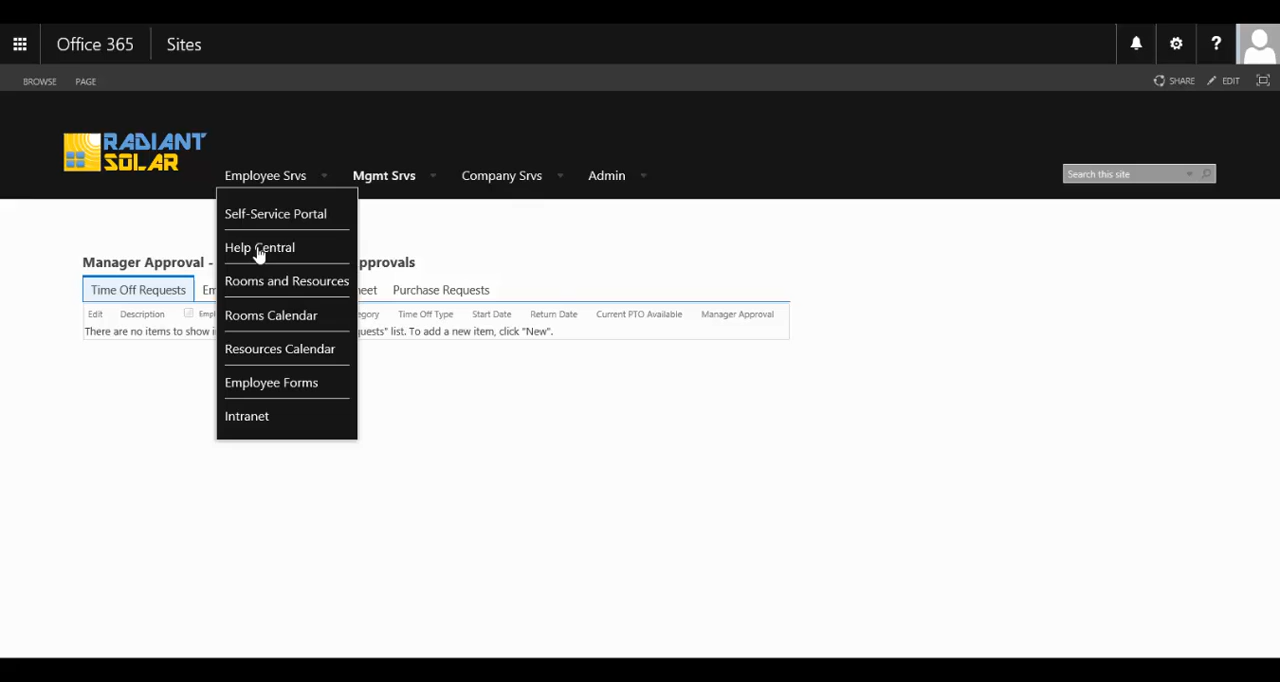 Office 365 Sites ?
BROWSE PAGE SHARE EDIT
RADIANT
SOLAR
Employee Srvs Mgmt Srvs Company Srvs Admin
Search this site
Self-Service Portal
Help Central
Rooms and Resources
Rooms Calendar
Resources Calendar
Employee Forms
Intranet
Manager Approval - pprovals
Time Off Requests Em eet Purchase Requests
Edit Description Empl egory Time Off Type Start Date Return Date Current PTO Available Manager Approval
There are no items to show i quests" list. To add a new item, click "New".